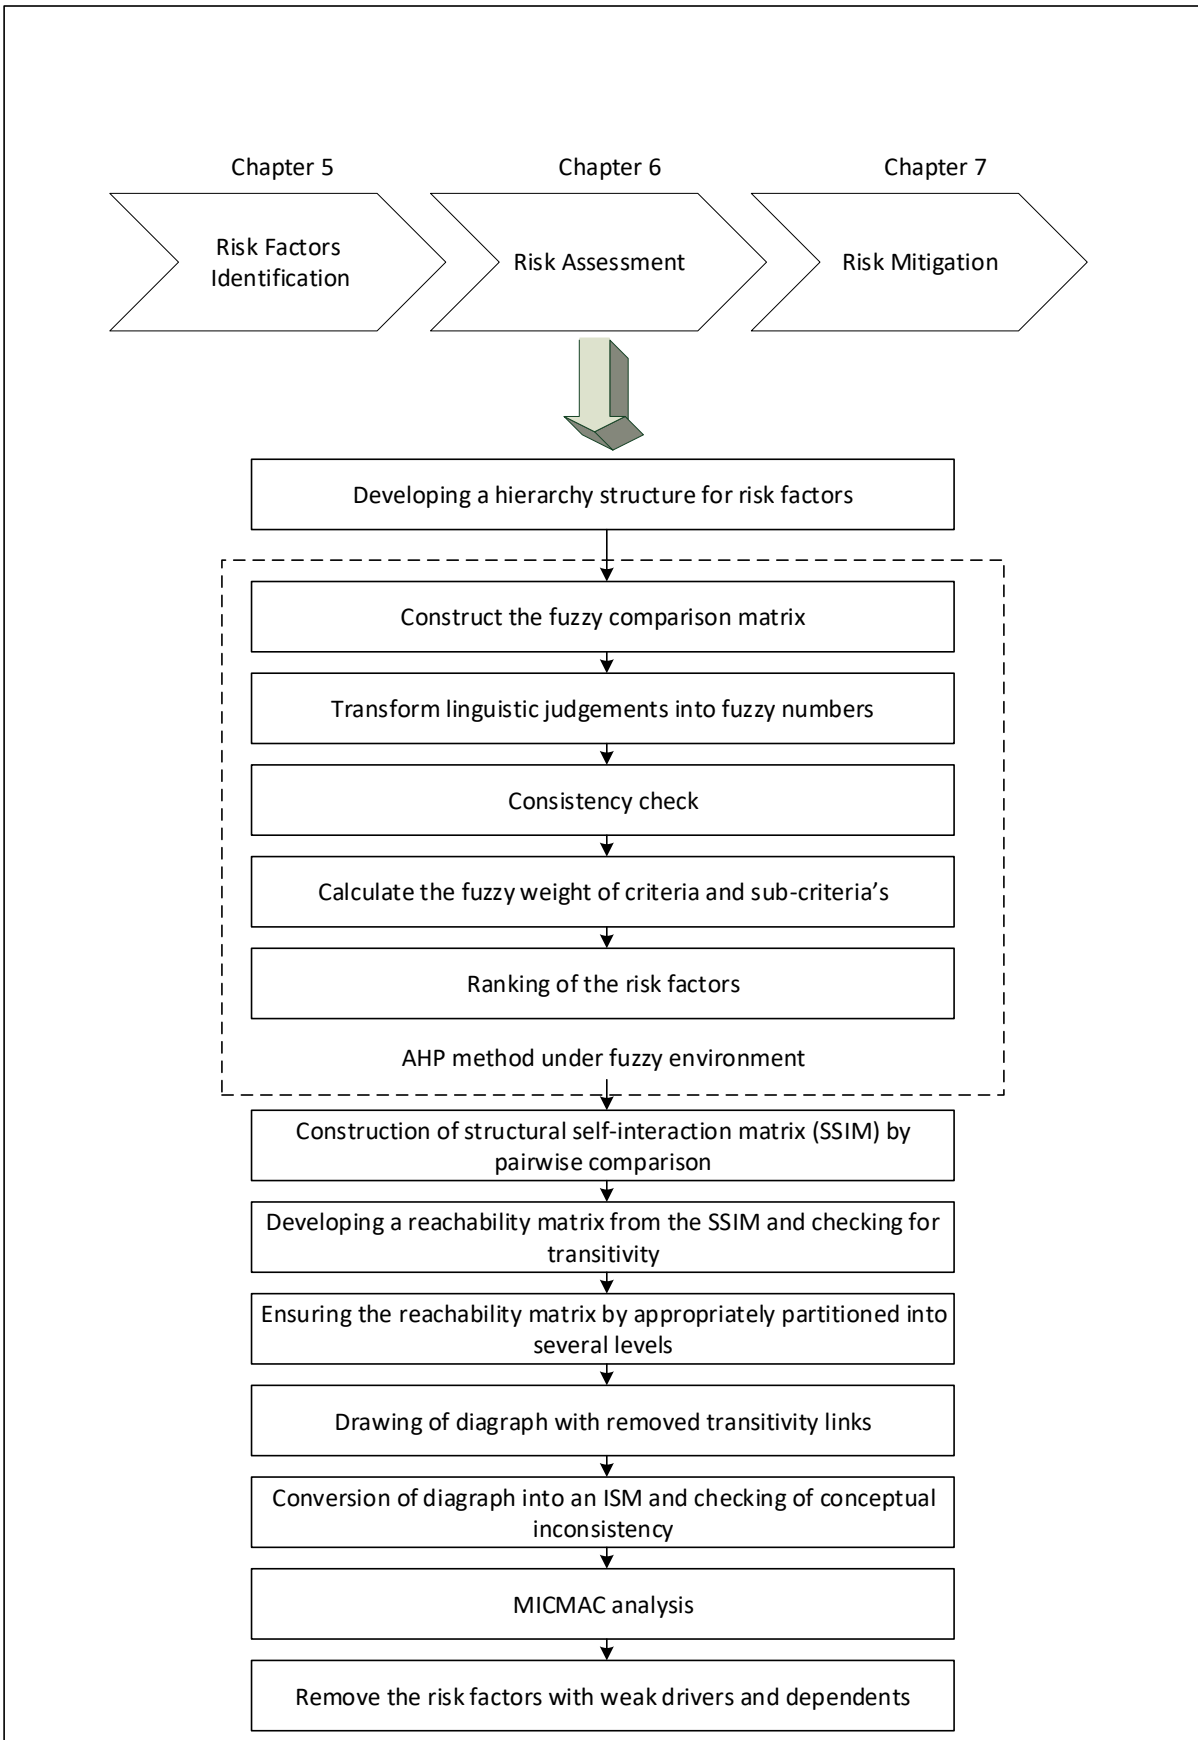 Chapter 5
Chapter 6
Chapter 7
Risk Factors
Identification
Risk Assessment
Risk Mitigation
Developing a hierarchy structure for risk factors
Construct the fuzzy comparison matrix
Transform linguistic judgements into fuzzy numbers
Consistency check
Calculate the fuzzy weight of criteria and sub-criteria’s
Ranking of the risk factors
AHP method under fuzzy environment
Construction of structural self-interaction matrix (SSIM) by
pairwise comparison
Developing a reachability matrix from the SSIM and checking for
transitivity
Ensuring the reachability matrix by appropriately partitioned into
several levels
Drawing of diagraph with removed transitivity links
Conversion of diagraph into an ISM and checking of conceptual
inconsistency
MICMAC analysis
Remove the risk factors with weak drivers and dependents